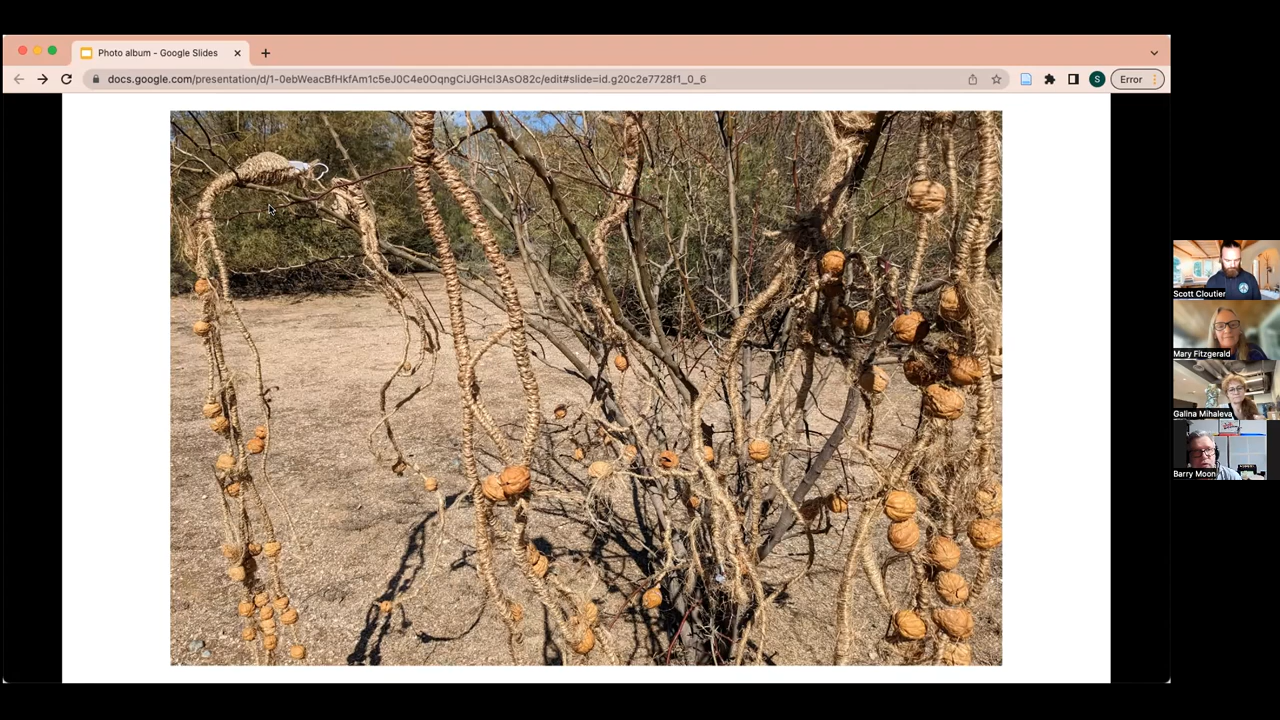 Photo album - Google Slides
docs.google.com/presentation/d/1-0ebWeacBfHkfAm1c5eJ0C4e0OqngCiJGHcI3AsO82c/edit#slide=id.g20c2e7728f1_0_6
S
Error
Scott Cloutier
Mary Fitzgerald
Galina Mihaleva
Barry Moon